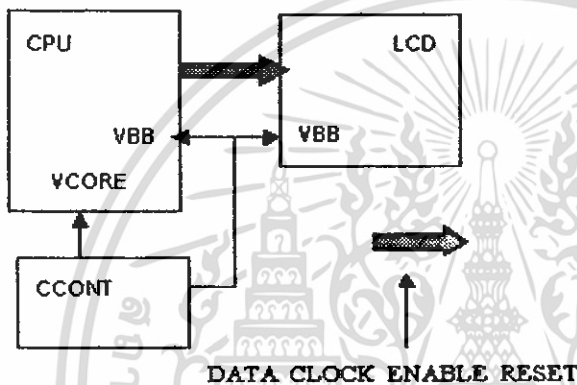 CPU
LCD
VBB
VBB
VCORE
CCONT
DATA CLOCK ENABLE RESET